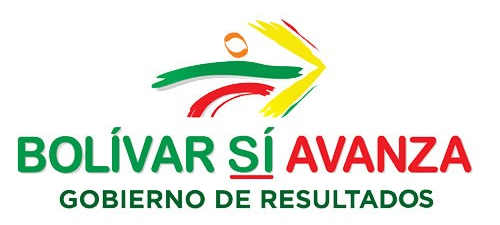 BOLÍVAR SÍ AVANZA
GOBIERNO DE RESULTADOS